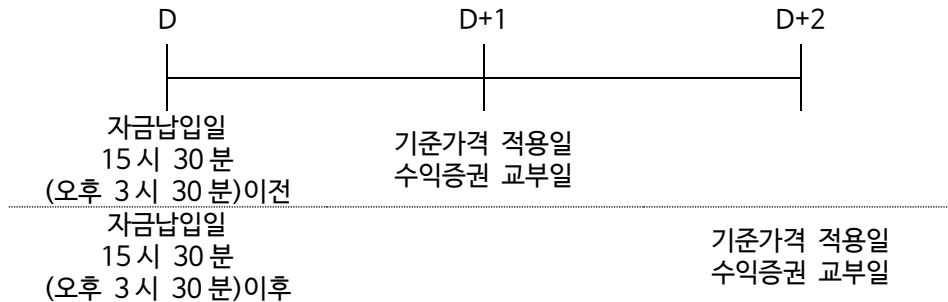 D D+1 D+2
자금납입일
15시 30분
(오후 3시 30분)이전
기준가격 적용일
수익증권 교부일
자금납입일
15시 30분
(오후 3시 30분)이후
기준가격 적용일
수익증권 교부일